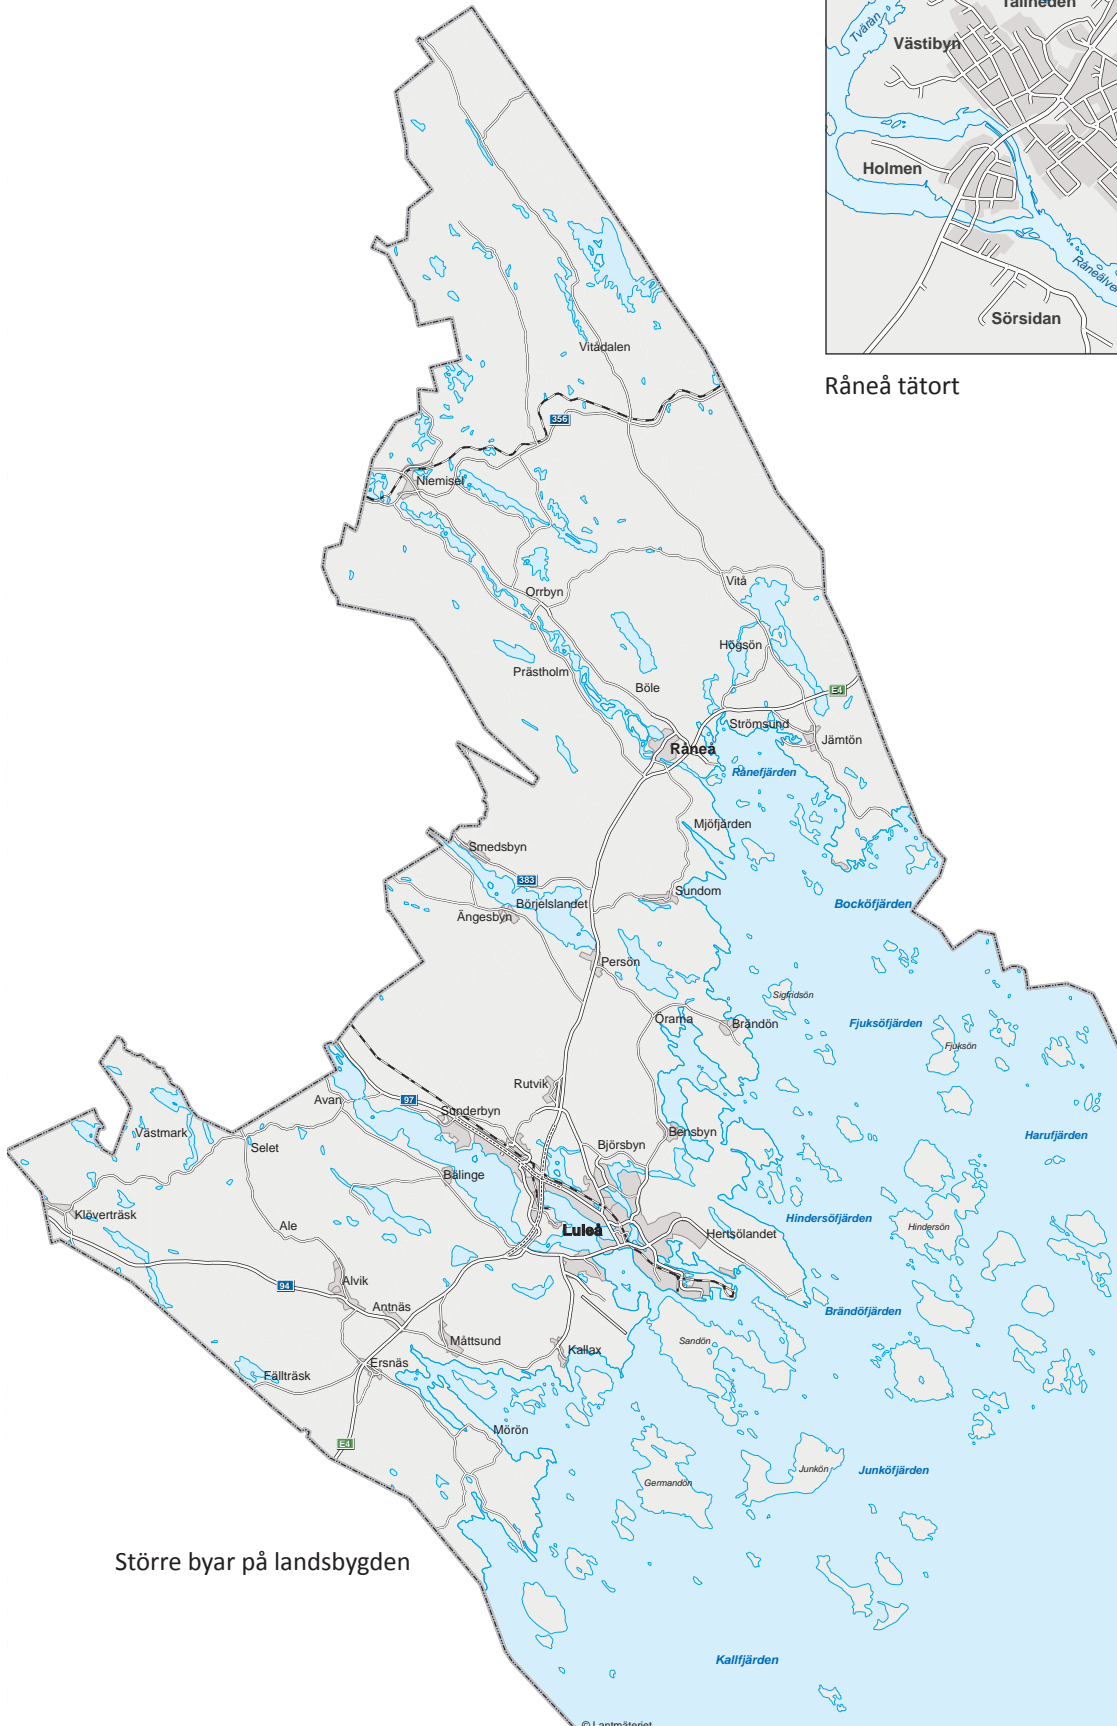 Tallheden
Tvärån
Västibyn
Holmen
Råneälven
Sörsidan
Råneå tätort
Vitådalen
356
Niemisel
Vitå
Orrbyn
Högsön
Prästholm
Böle
E4
Strömsund
Jämtön
Råneå
Rånefjärden
Mjöfjärden
Smedsbyn
383
Sundom
Börjelslandet
Bocköfjärden
Ängesbyn
Persön
Sigfridsön
Örarna
Brändön
Fjuksöfjärden
Fjuksön
Rutvik
Avan
97
Sunderbyn
Västmark
Bensbyn
Harufjärden
Selet
Björsbyn
Bälinge
Klöverträsk
Hindersöfjärden
Ale
Luleå
Hindersön
Hertsölandet
94
Alvik
Antnäs
Brändöfjärden
Måttsund
Sandön
Kallax
Ersnäs
Fällträsk
Mörön
E4
Junkön
Junköfjärden
Germandön
Större byar på landsbygden
Kallfjärden
© Lantmäteriet